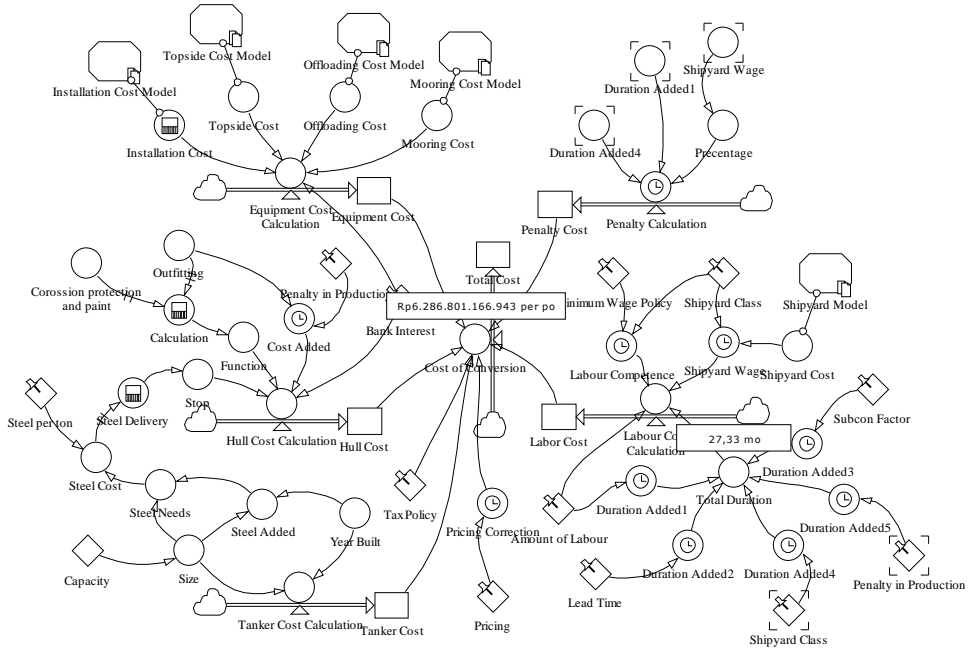 Topside Cost Model
Offloading Cost Model
Mooring Cost Model
Installation Cost Model
Topside Cost
Offloading Cost
Mooring Cost
Installation Cost
Equipment Cost
Calculation
Equipment Cost
Shipyard Wage
Duration Added1
Duration Added4
Precentage
Penalty Cost
Penalty Calculation
Outfitting
Corossion protection
and paint
Penalty in Production
Calculation
Function
Cost Added
Bank Interest
Total Cost
Rp6.286.801.166.943 per po
Cost of Conversion
inimum Wage Policy
Shipyard Class
Shipyard Model
Labour Competence
Shipyard Wage
Shipyard Cost
Steel per ton
Steel Delivery
Stop
Hull Cost Calculation
Hull Cost
Labor Cost
Labour Co
Calculation
27,33 mo
Subcon Factor
Steel Cost
Steel Needs
Steel Added
Year Built
Tax Policy
Pricing Correction
Amount of Labour
Duration Added1
Total Duration
Duration Added3
Duration Added5
Capacity
Size
Duration Added2
Duration Added4
Penalty in Production
Lead Time
Tanker Cost Calculation
Tanker Cost
Pricing
Shipyard Class